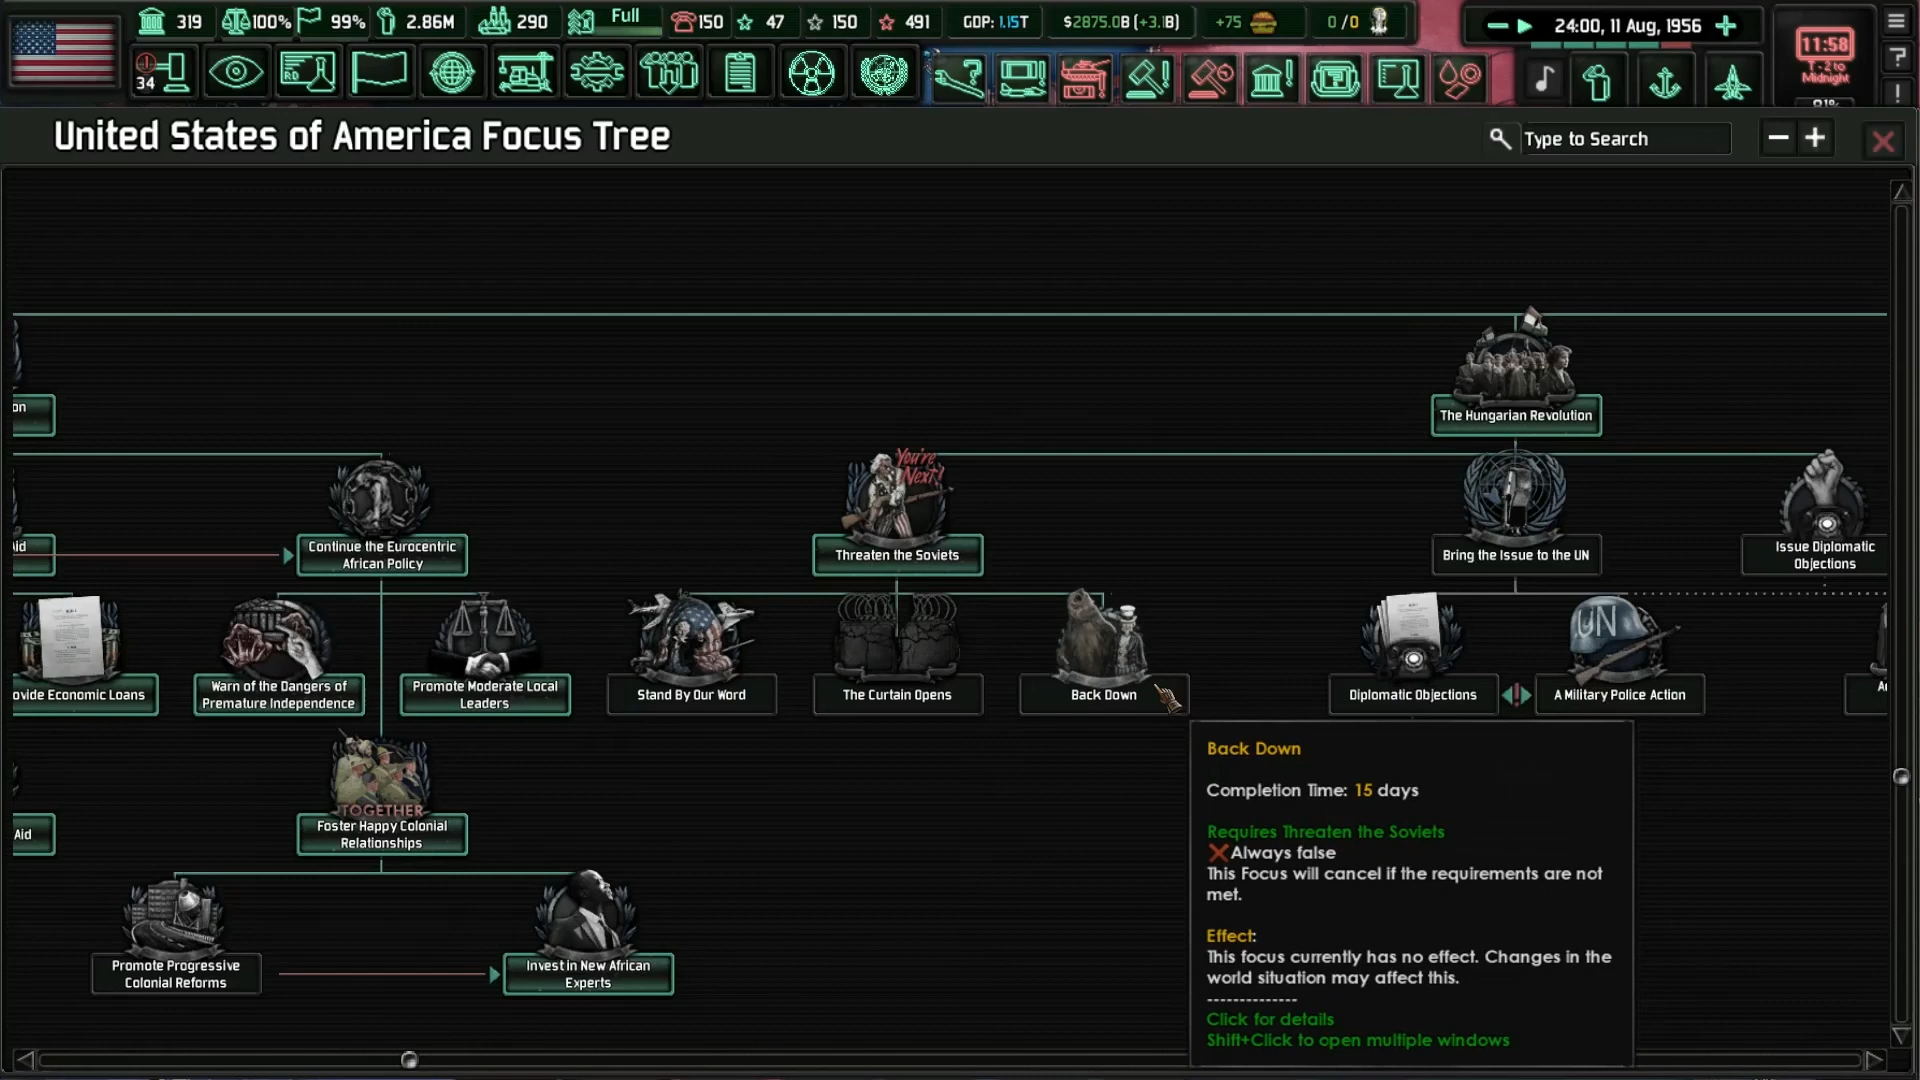 319
100%
99%
2.86M
290
Full
150
47
150
491
GDP: 1.15T
$2875.0B (+3.1B)
+75
0/0
24:00, 11 Aug, 1956
11:58
T-2 to
Midnight
91%
34
RD
United States of America Focus Tree
Type to Search
The Hungarian Revolution
on
Aid
Continue the Eurocentric
African Policy
You're
Next!
Threaten the Soviets
Bring the Issue to the UN
Issue Diplomatic
Objections
ovide Economic Loans
Warn of the Dangers of
Premature Independence
Promote Moderate Local
Leaders
Stand By Our Word
The Curtain Opens
Back Down
Diplomatic Objections
UN
A Military Police Action
TOGETHER
Foster Happy Colonial
Relationships
Aid
Promote Progressive
Colonial Reforms
Invest in New African
Experts
Back Down
Completion Time: 15 days
Requires Threaten the Soviets
Always false
This Focus will cancel if the requirements are not
met.
Effect:
This focus currently has no effect. Changes in the
world situation may affect this.
--------------
Click for details
Shift+Click to open multiple windows